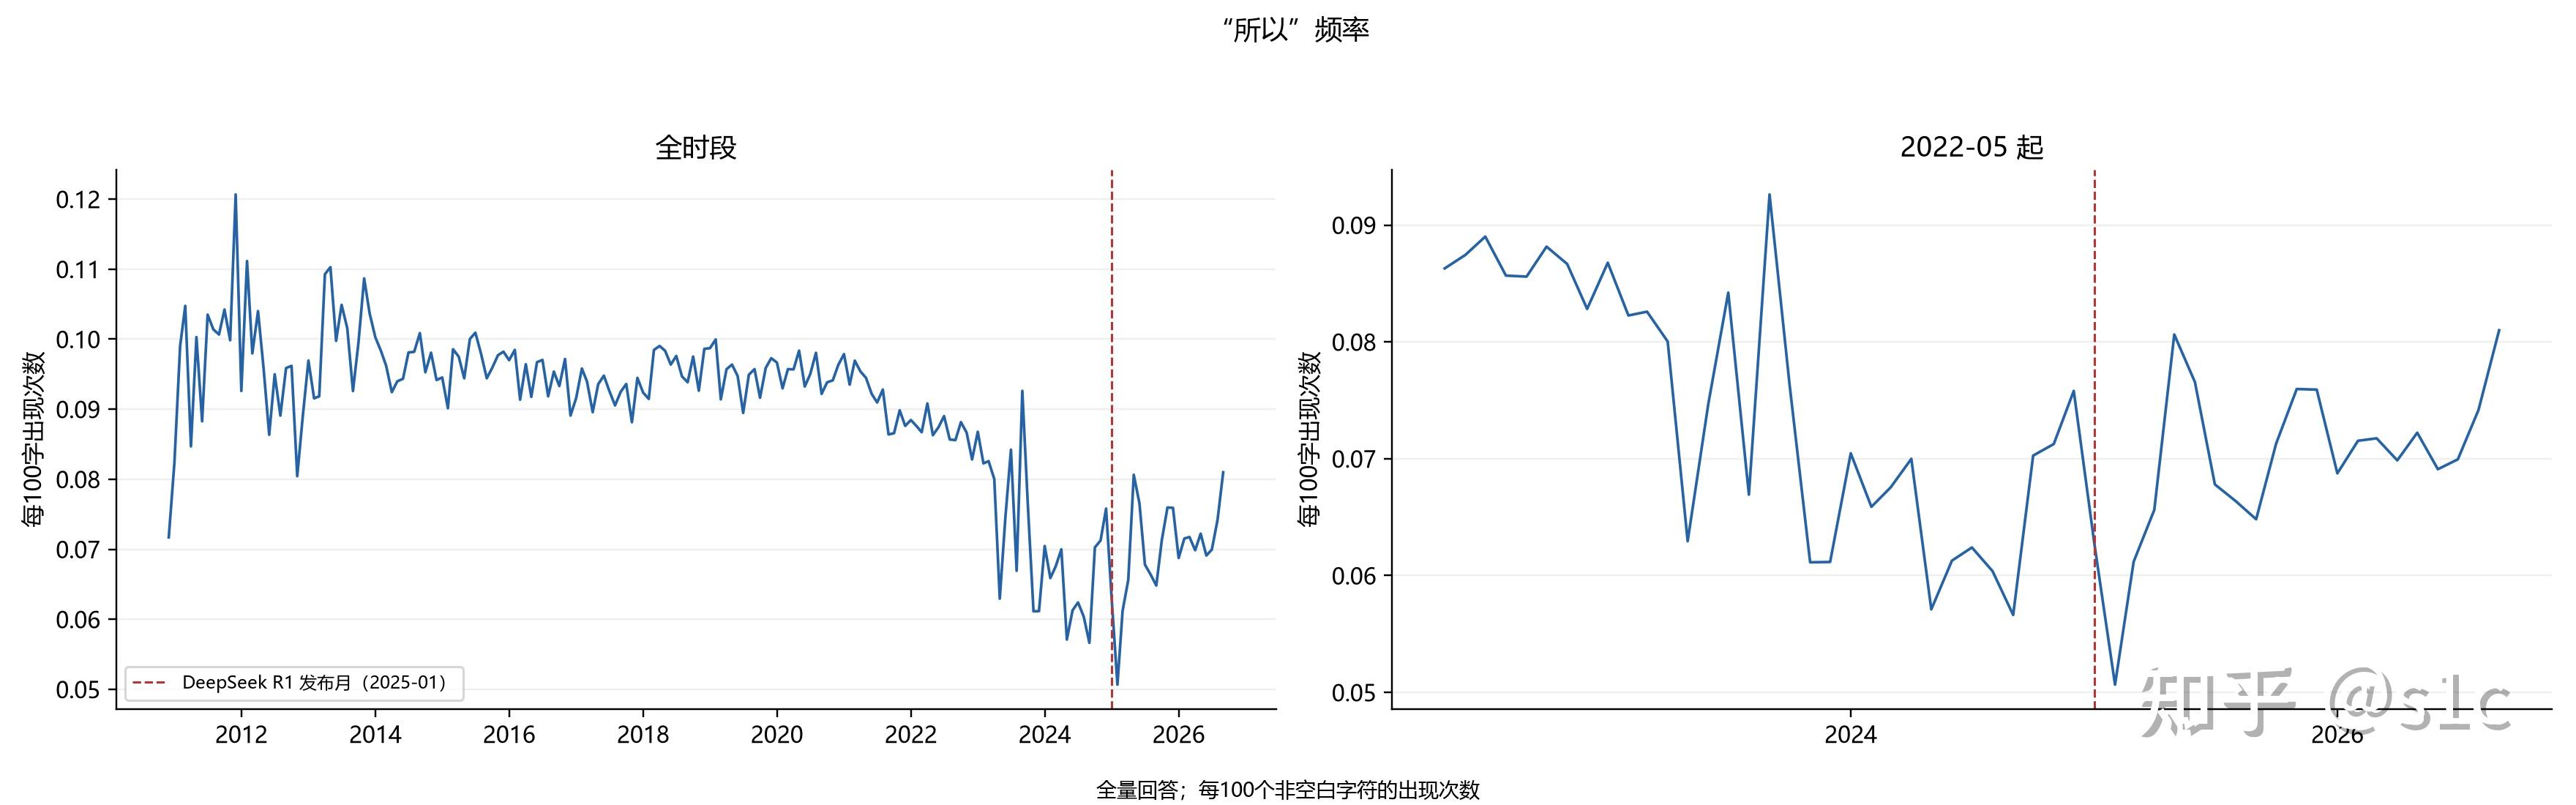 “所以”频率
全时段
每100字出现次数
0.12
0.11
0.10
0.09
0.08
0.07
0.06
0.05
DeepSeek R1 发布月（2025-01）
2012
2014
2016
2018
2020
2022
2024
2026
2022-05 起
每100字出现次数
0.09
0.08
0.07
0.06
0.05
2024
2026
知乎 @slc
全量回答；每100个非空白字符的出现次数